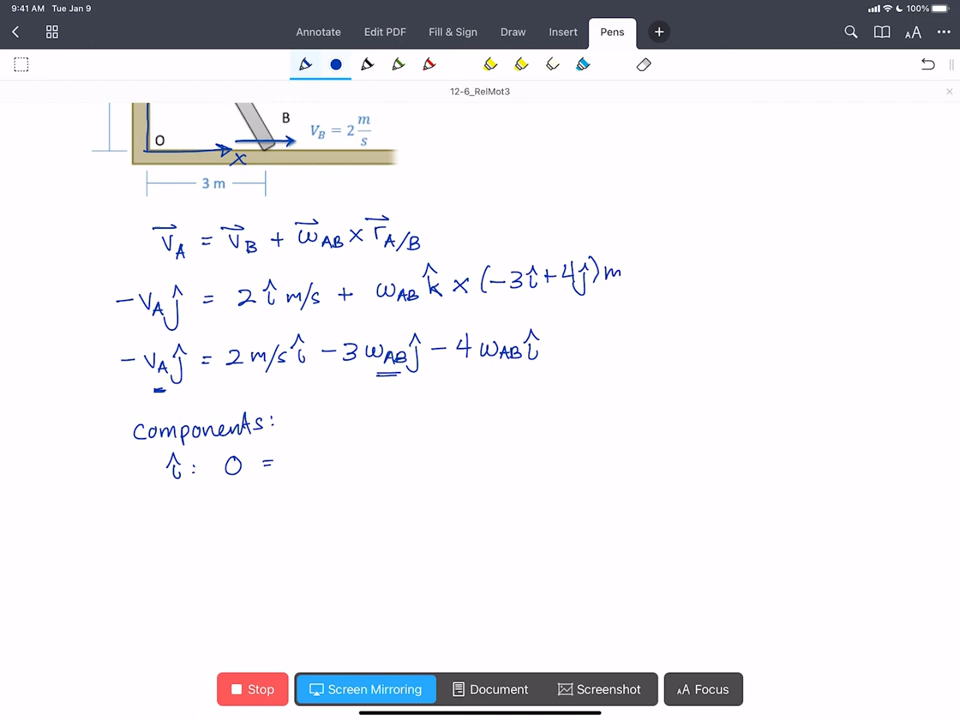 9:41 AM Tue Jan 9
100%
Annotate Edit PDF Fill & Sign Draw Insert Pens +
AA
12-6_RelMot3
O
B
V_B = 2 m/s
x
3 m
v⃗_A = v⃗_B + ω⃗_AB × r⃗_A/B
-v_A ĵ = 2 î m/s + ω_AB k̂ × (-3î + 4ĵ) m
-v_A ĵ = 2 m/s î - 3 ω_AB ĵ - 4 ω_AB î
Components:
î: 0 =
Stop Screen Mirroring Document Screenshot AA Focus